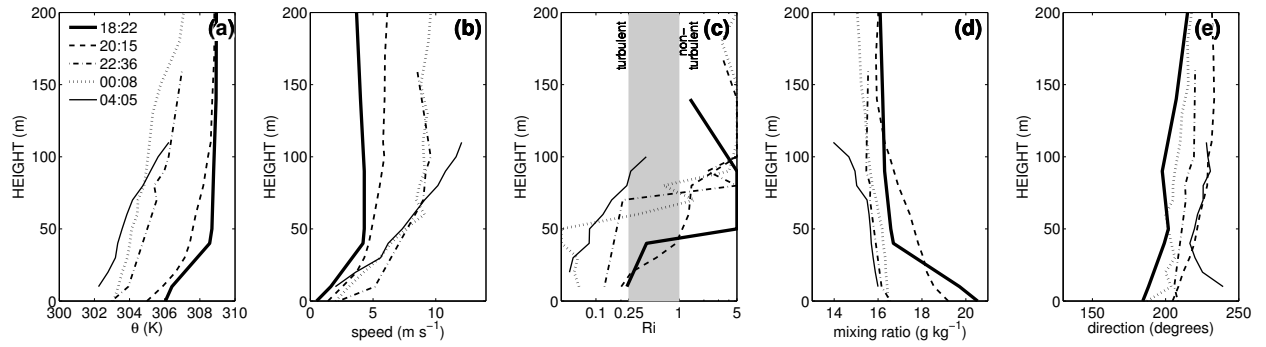 200
150
100
50
0
HEIGHT (m)
300 302 304 306 308 310
θ (K)
(a)
18:22
20:15
22:36
00:08
04:05
200
150
100
50
0
HEIGHT (m)
0 5 10
speed (m s⁻¹)
(b)
200
150
100
50
0
HEIGHT (m)
0.1 0.25 1 5
Ri
(c)
turbulent
non−
turbulent
200
150
100
50
0
HEIGHT (m)
14 16 18 20
mixing ratio (g kg⁻¹)
(d)
200
150
100
50
0
HEIGHT (m)
150 200 250
direction (degrees)
(e)